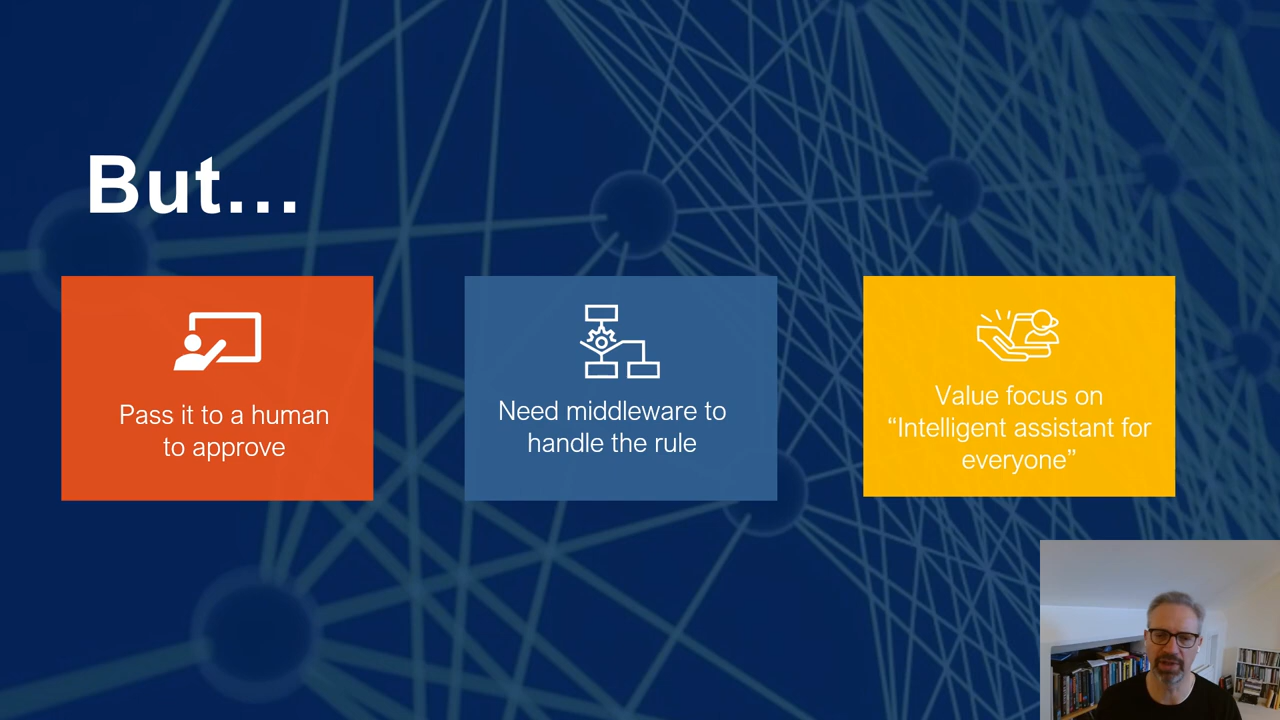 But...
Pass it to a human
to approve
Need middleware to
handle the rule
Value focus on
“Intelligent assistant for
everyone”